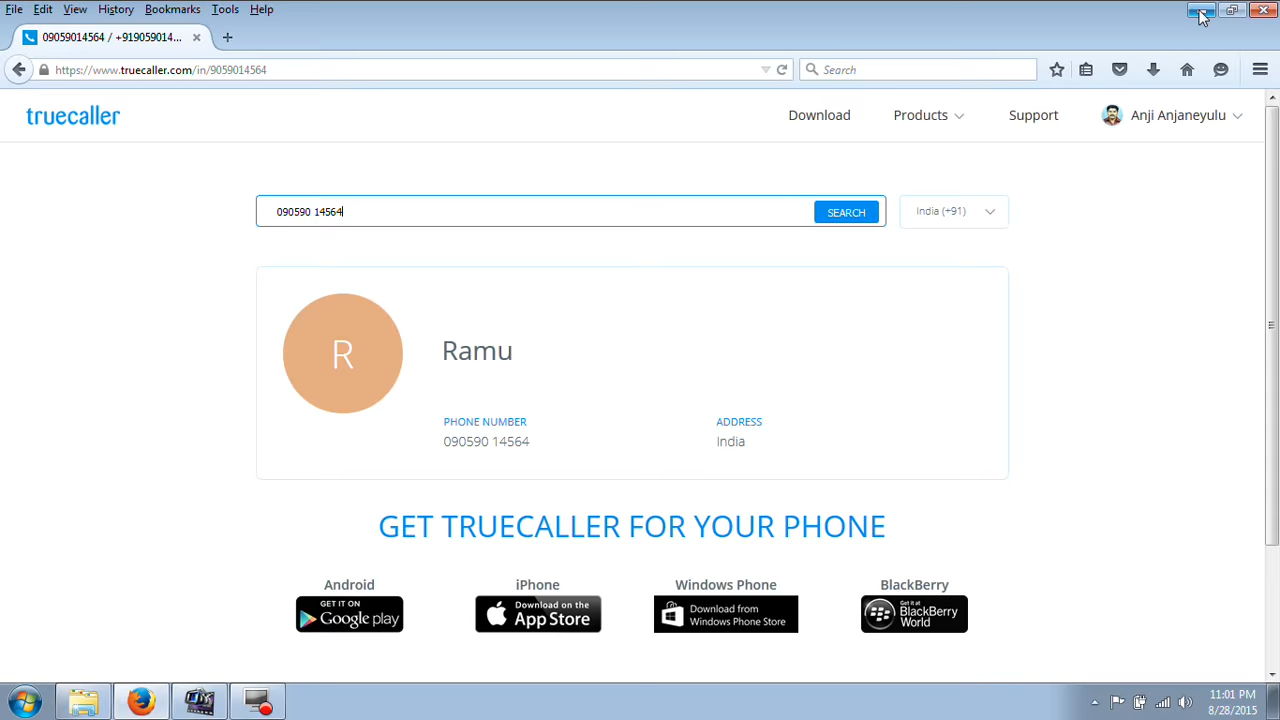 File Edit View History Bookmarks Tools Help
09059014564 / +919059014...
https://www.truecaller.com/in/9059014564
Search
truecaller
Download Products Support Anji Anjaneyulu
090590 14564
SEARCH
India (+91)
R
Ramu
PHONE NUMBER ADDRESS
090590 14564 India
GET TRUECALLER FOR YOUR PHONE
Android iPhone Windows Phone BlackBerry
GET IT ON
Google play
Download on the
App Store
Download from
Windows Phone Store
Get it at
BlackBerry
World
11:01 PM
8/28/2015